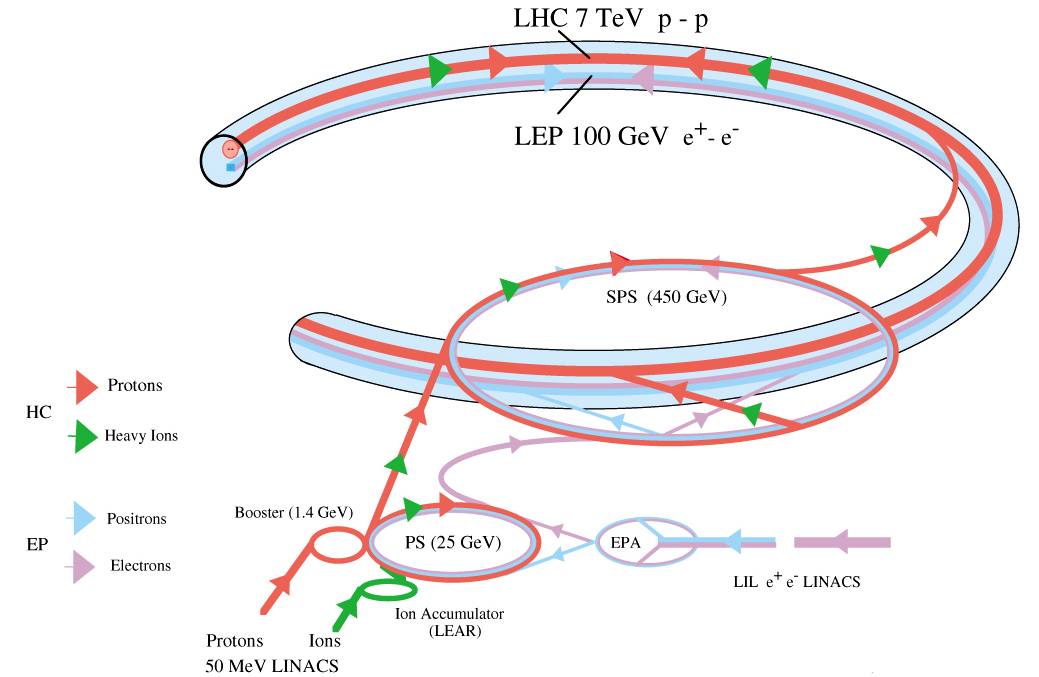 LHC 7 TeV p - p
LEP 100 GeV e+ - e-
SPS (450 GeV)
Protons
HC
Heavy Ions
Booster (1.4 GeV)
Positrons
EP
PS (25 GeV)
EPA
Electrons
LIL e+ e- LINACS
Ion Accumulator
(LEAR)
Protons Ions
50 MeV LINACS